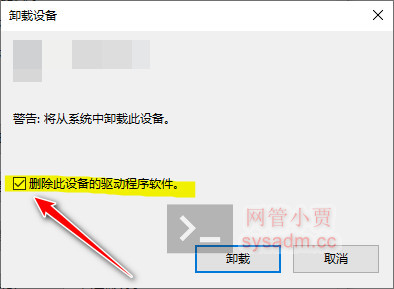 卸载设备
警告: 将从系统中卸载此设备。
删除此设备的驱动程序软件。
网管小贾
sysadm.cc
卸载
取消